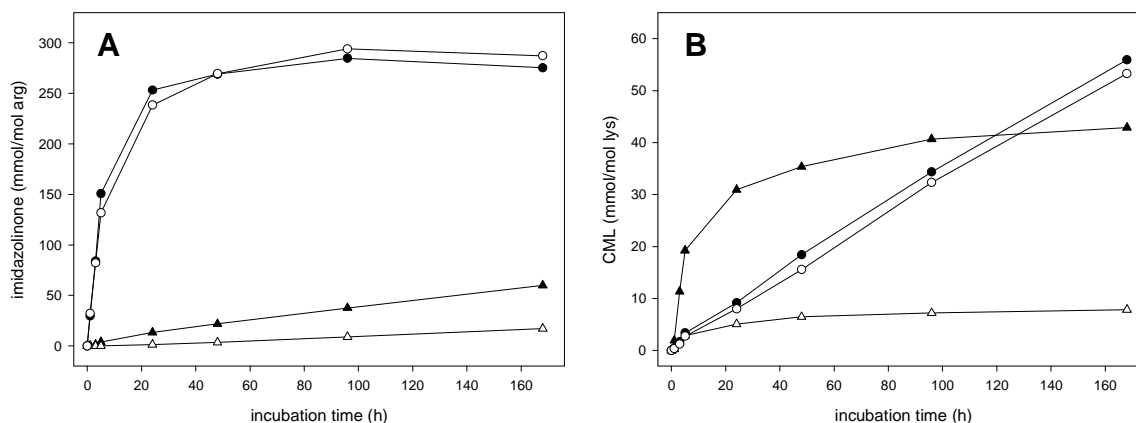 A
imidazolinone (mmol/mol arg)
300
250
200
150
100
50
0
0 20 40 60 80 100 120 140 160
incubation time (h)
B
CML (mmol/mol lys)
60
50
40
30
20
10
0
0 20 40 60 80 100 120 140 160
incubation time (h)